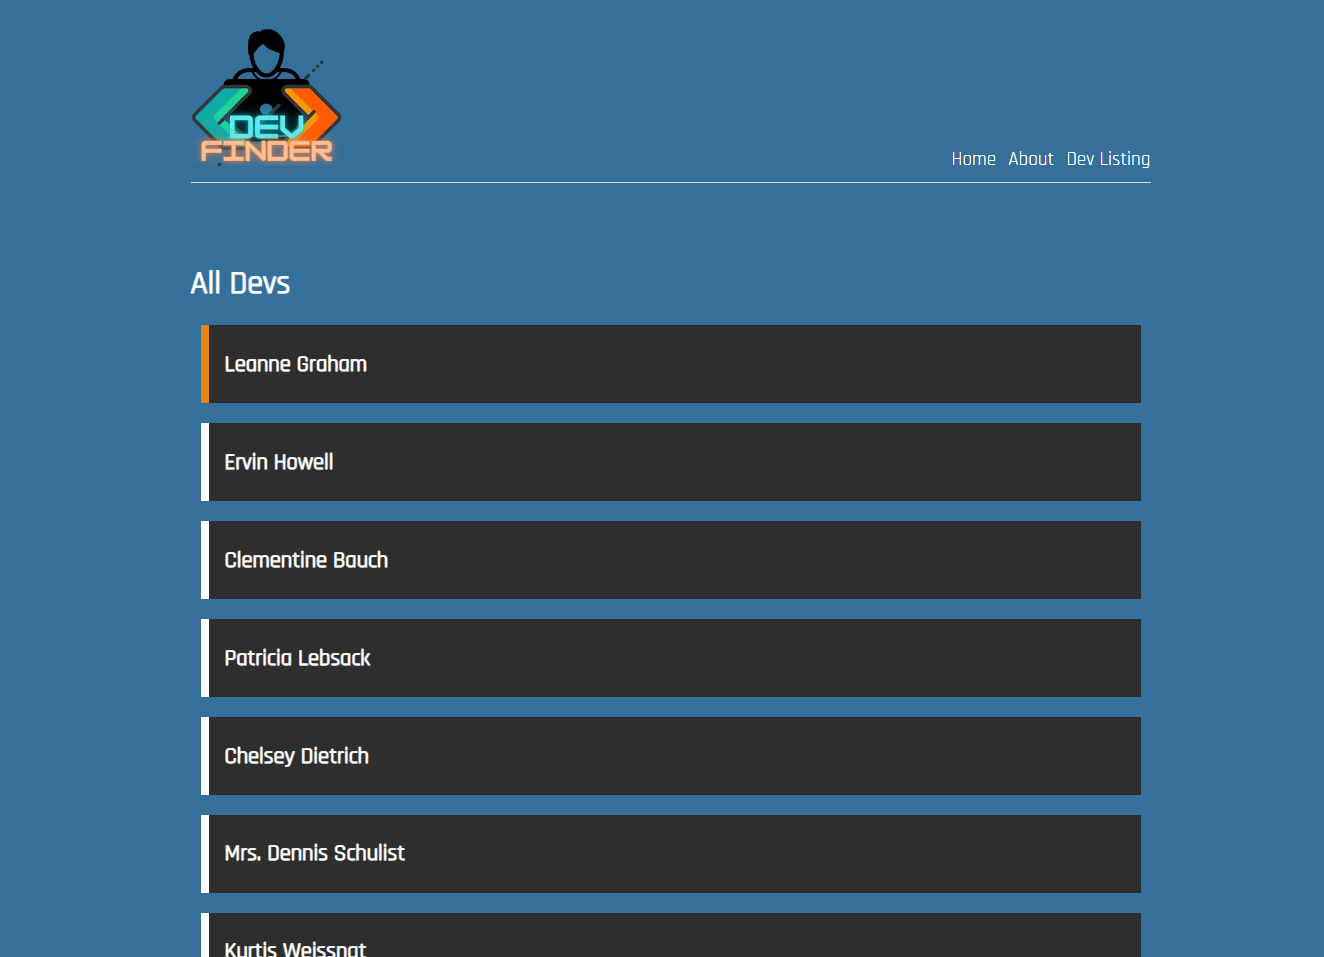 DEV
FINDER
Home About Dev Listing
All Devs
Leanne Graham
Ervin Howell
Clementine Bauch
Patricia Lebsack
Chelsey Dietrich
Mrs. Dennis Schulist
Kurtis Weissnat